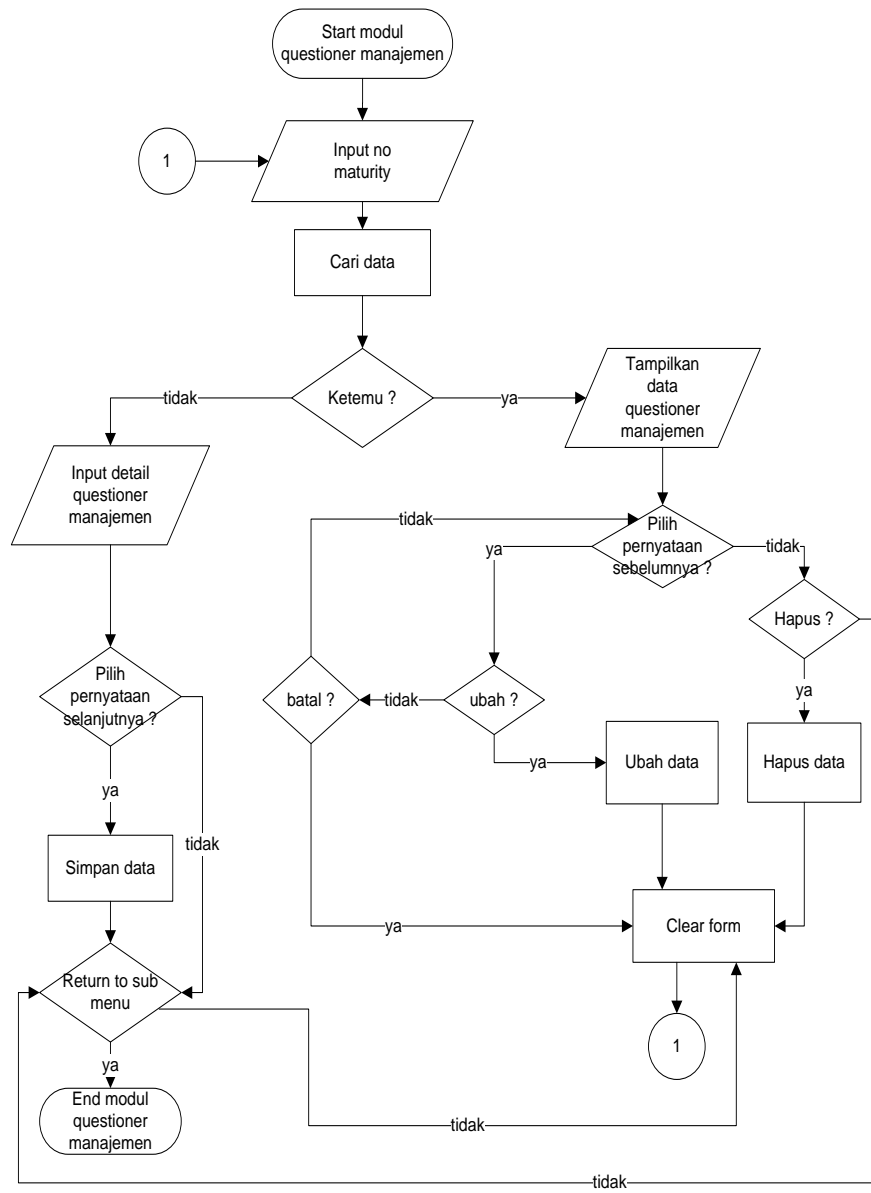 Start modul
questioner manajemen
1
Input no
maturity
Cari data
Ketemu ?
tidak
ya
Tampilkan
data
questioner
manajemen
Input detail
questioner
manajemen
tidak
Pilih
pernyataan
sebelumnya ?
ya
tidak
Hapus ?
Pilih
pernyataan
selanjutnya ?
batal ?
tidak
ubah ?
ya
ya
Ubah data
Hapus data
ya
tidak
Simpan data
ya
Clear form
Return to sub
menu
1
ya
End modul
questioner
manajemen
tidak
tidak